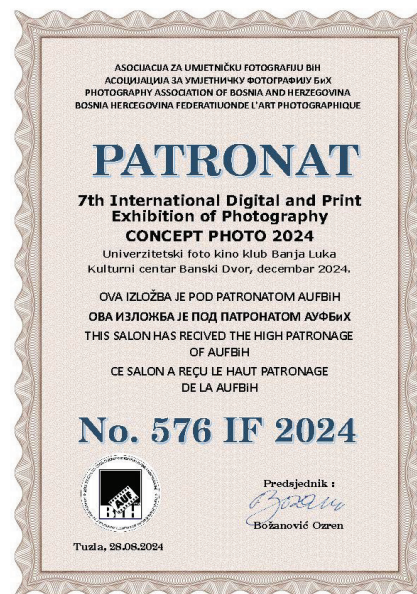 ASOCIJACIJA ZA UMJETNIČKU FOTOGRAFIJU BiH
АСОЦИЈАЦИЈА ЗА УМЈЕТНИЧКУ ФОТОГРАФИЈУ БиХ
PHOTOGRAPHY ASSOCIATION OF BOSNIA AND HERZEGOVINA
BOSNIA HERCEGOVINA FEDERATIUONDE L'ART PHOTOGRAPHIQUE
PATRONAT
7th International Digital and Print
Exhibition of Photography
CONCEPT PHOTO 2024
Univerzitetski foto kino klub Banja Luka
Kulturni centar Banski Dvor, decembar 2024.
OVA IZLOŽBA JE POD PATRONATOM AUFBiH
ОВА ИЗЛОЖБА ЈЕ ПОД ПАТРОНАТОМ АУФБиХ
THIS SALON HAS RECIVED THE HIGH PATRONAGE
OF AUFBiH
CE SALON A REÇU LE HAUT PATRONAGE
DE LA AUFBiH
No. 576 IF 2024
AUF
BiH
Predsjednik :
Božanović Ozren
Tuzla, 28.08.2024